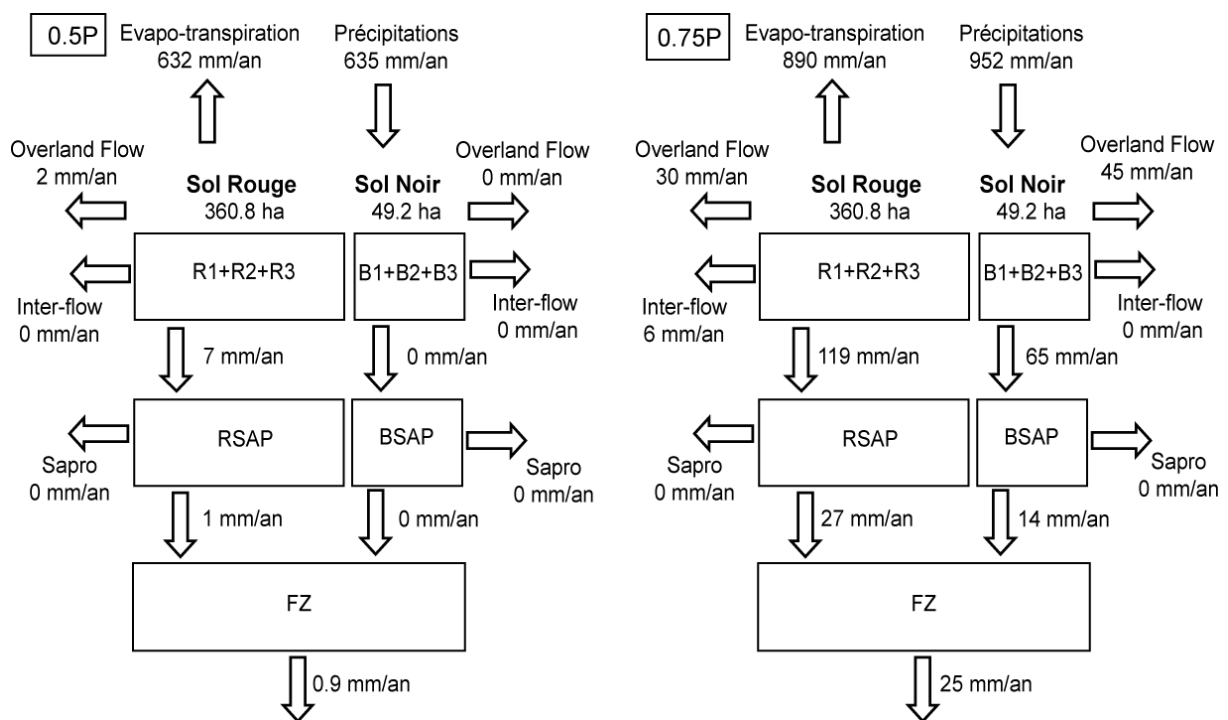 0.5P
Evapo-transpiration
632 mm/an
Précipitations
635 mm/an
Overland Flow
2 mm/an
Sol Rouge
360.8 ha
Sol Noir
49.2 ha
Overland Flow
0 mm/an
R1+R2+R3
B1+B2+B3
Inter-flow
0 mm/an
Inter-flow
0 mm/an
7 mm/an
0 mm/an
RSAP
BSAP
Sapro
0 mm/an
Sapro
0 mm/an
1 mm/an
0 mm/an
FZ
0.9 mm/an
0.75P
Evapo-transpiration
890 mm/an
Précipitations
952 mm/an
Overland Flow
30 mm/an
Sol Rouge
360.8 ha
Sol Noir
49.2 ha
Overland Flow
45 mm/an
R1+R2+R3
B1+B2+B3
Inter-flow
6 mm/an
Inter-flow
0 mm/an
119 mm/an
65 mm/an
RSAP
BSAP
Sapro
0 mm/an
Sapro
0 mm/an
27 mm/an
14 mm/an
FZ
25 mm/an